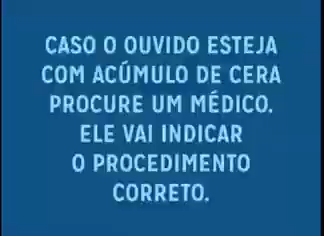 CASO O OUVIDO ESTEJA
COM ACÚMULO DE CERA
PROCURE UM MÉDICO.
ELE VAI INDICAR
O PROCEDIMENTO
CORRETO.